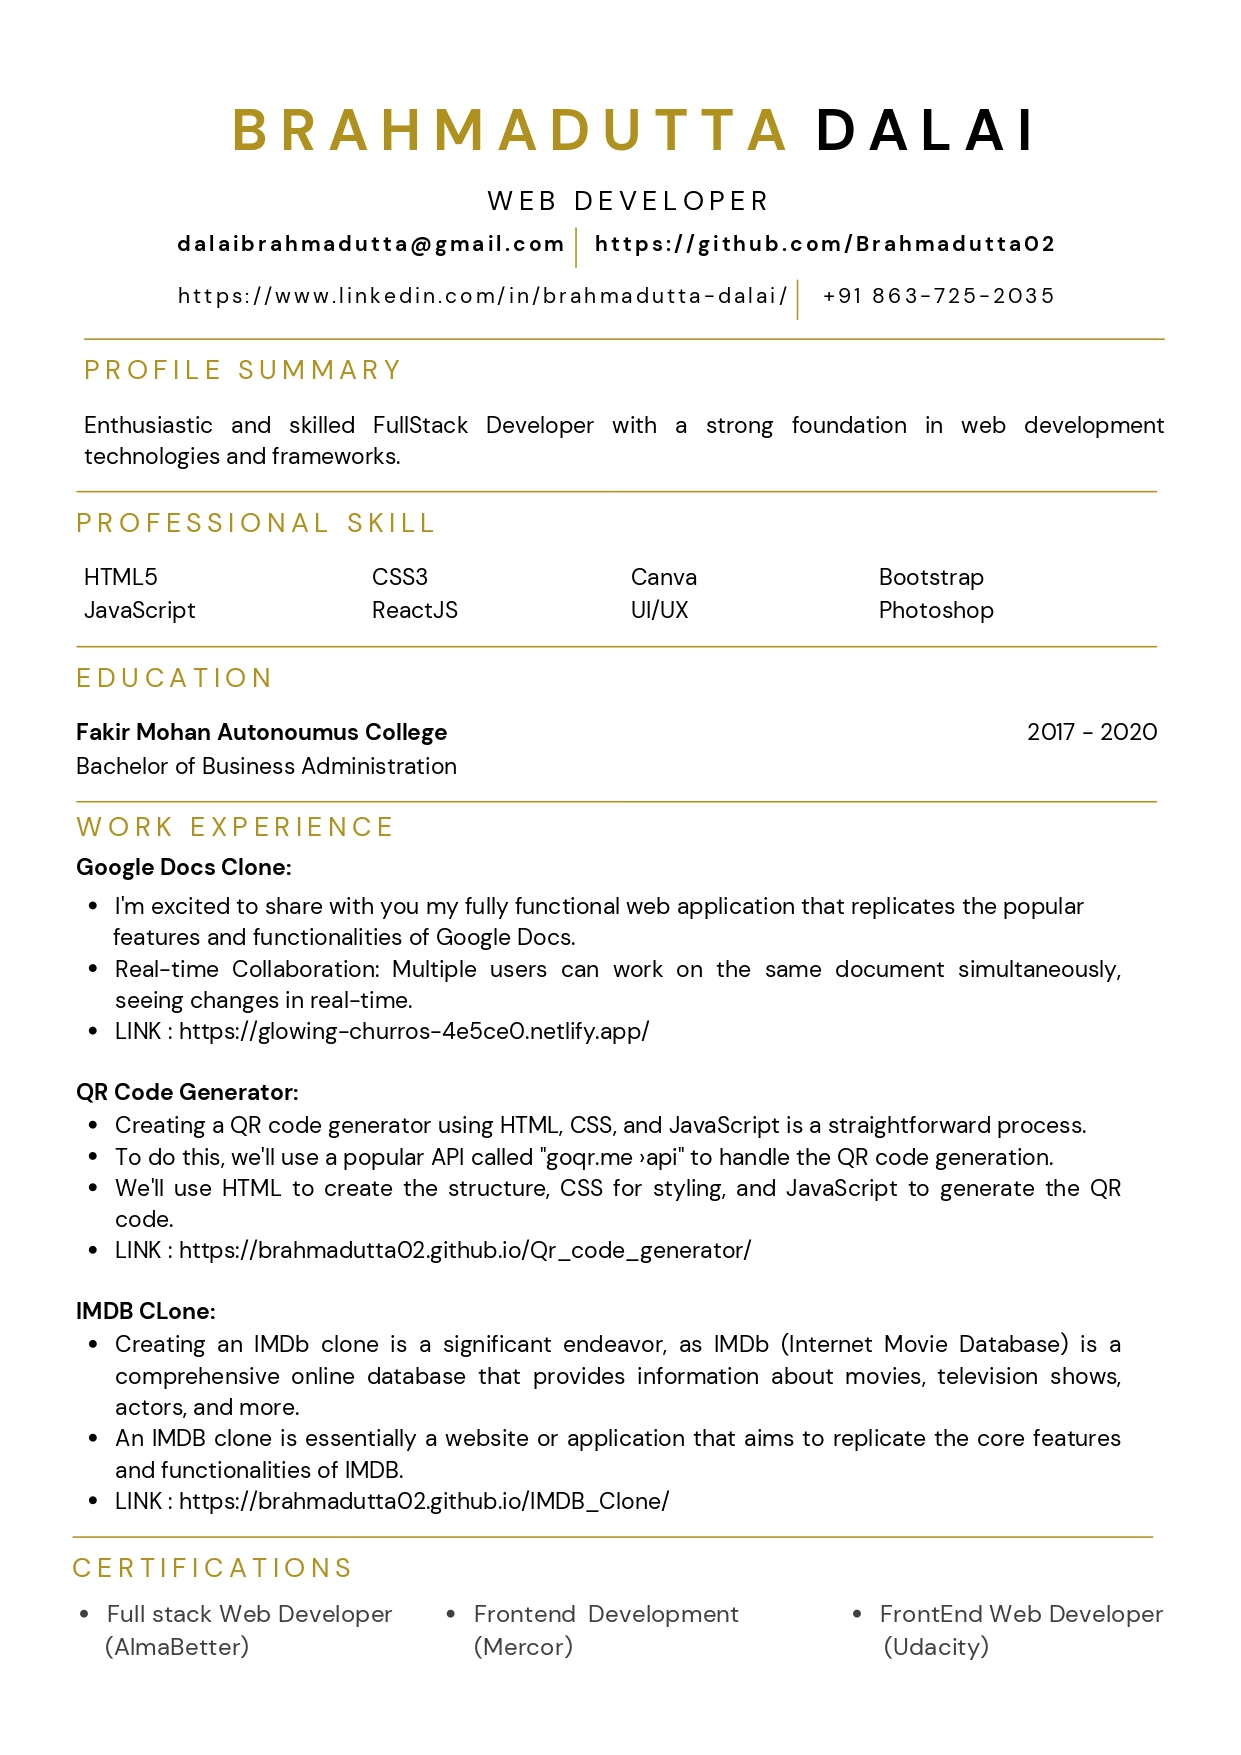 BRAHMADUTTA DALAI
WEB DEVELOPER
dalaibrahmadutta@gmail.com https://github.com/Brahmadutta02
https://www.linkedin.com/in/brahmadutta-dalai/ +91 863-725-2035
PROFILE SUMMARY
Enthusiastic and skilled FullStack Developer with a strong foundation in web development
technologies and frameworks.
PROFESSIONAL SKILL
HTML5 CSS3 Canva Bootstrap
JavaScript ReactJS UI/UX Photoshop
EDUCATION
Fakir Mohan Autonoumus College 2017 - 2020
Bachelor of Business Administration
WORK EXPERIENCE
Google Docs Clone:
• I'm excited to share with you my fully functional web application that replicates the popular
features and functionalities of Google Docs.
• Real-time Collaboration: Multiple users can work on the same document simultaneously,
seeing changes in real-time.
• LINK : https://glowing-churros-4e5ce0.netlify.app/
QR Code Generator:
• Creating a QR code generator using HTML, CSS, and JavaScript is a straightforward process.
• To do this, we'll use a popular API called "goqr.me ›api" to handle the QR code generation.
• We'll use HTML to create the structure, CSS for styling, and JavaScript to generate the QR
code.
• LINK : https://brahmadutta02.github.io/Qr_code_generator/
IMDB CLone:
• Creating an IMDb clone is a significant endeavor, as IMDb (Internet Movie Database) is a
comprehensive online database that provides information about movies, television shows,
actors, and more.
• An IMDB clone is essentially a website or application that aims to replicate the core features
and functionalities of IMDB.
• LINK : https://brahmadutta02.github.io/IMDB_Clone/
CERTIFICATIONS
• Full stack Web Developer • Frontend Development • FrontEnd Web Developer
(AlmaBetter) (Mercor) (Udacity)